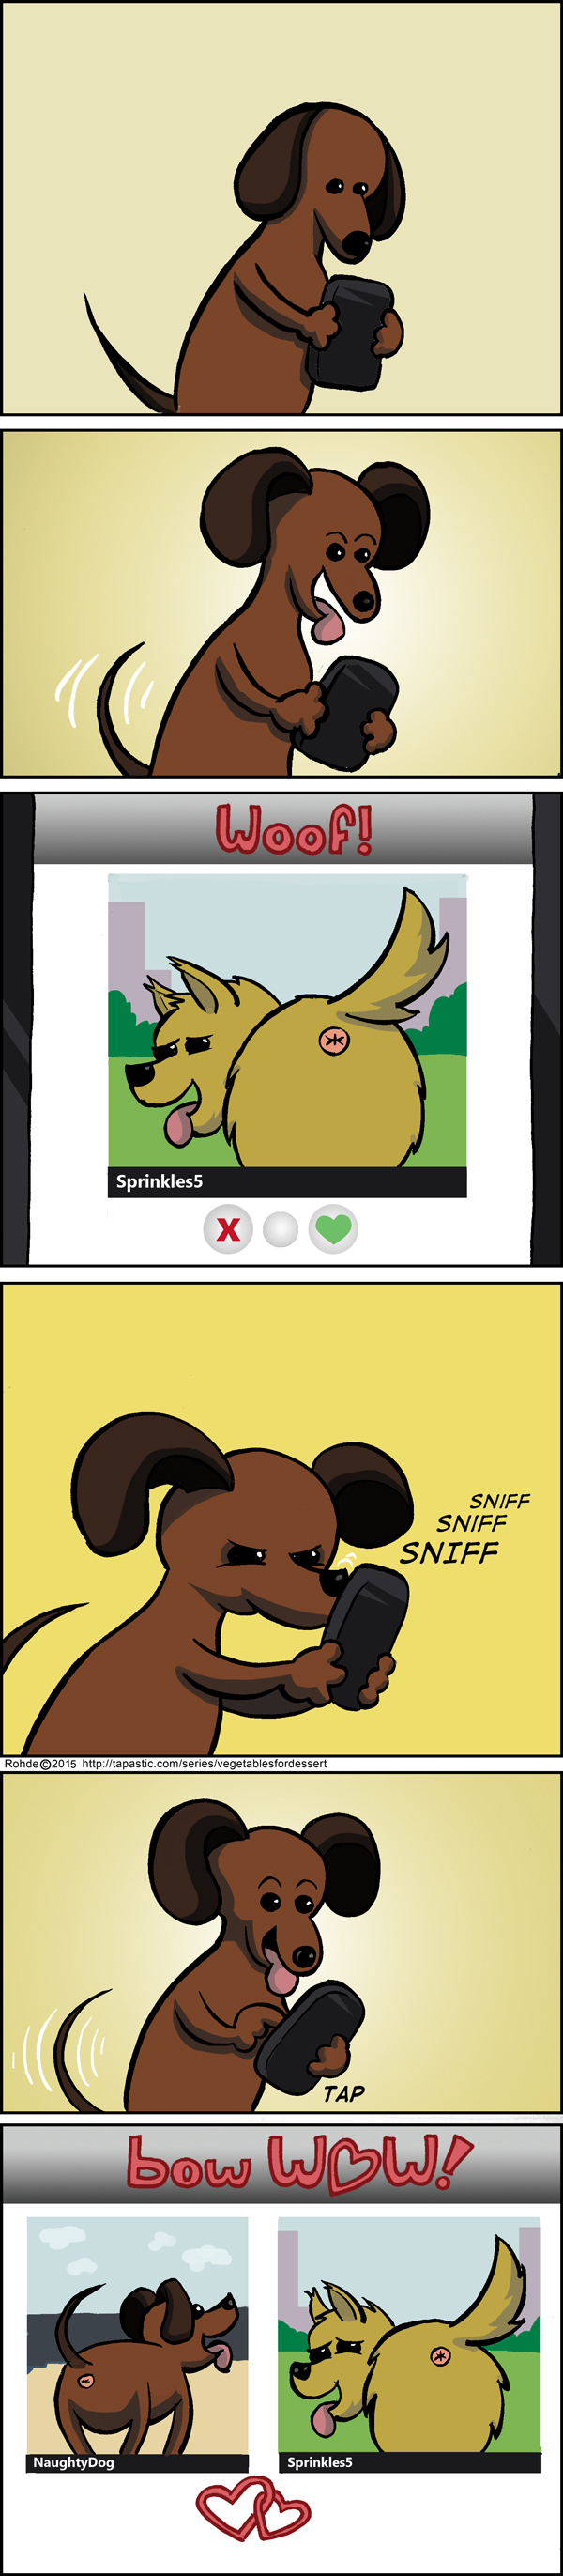 Woof!
Sprinkles5
X
SNIFF
SNIFF
SNIFF
Rohde©2015 http://tapastic.com/series/vegetablesfordessert
TAP
bow WOW!
NaughtyDog
Sprinkles5